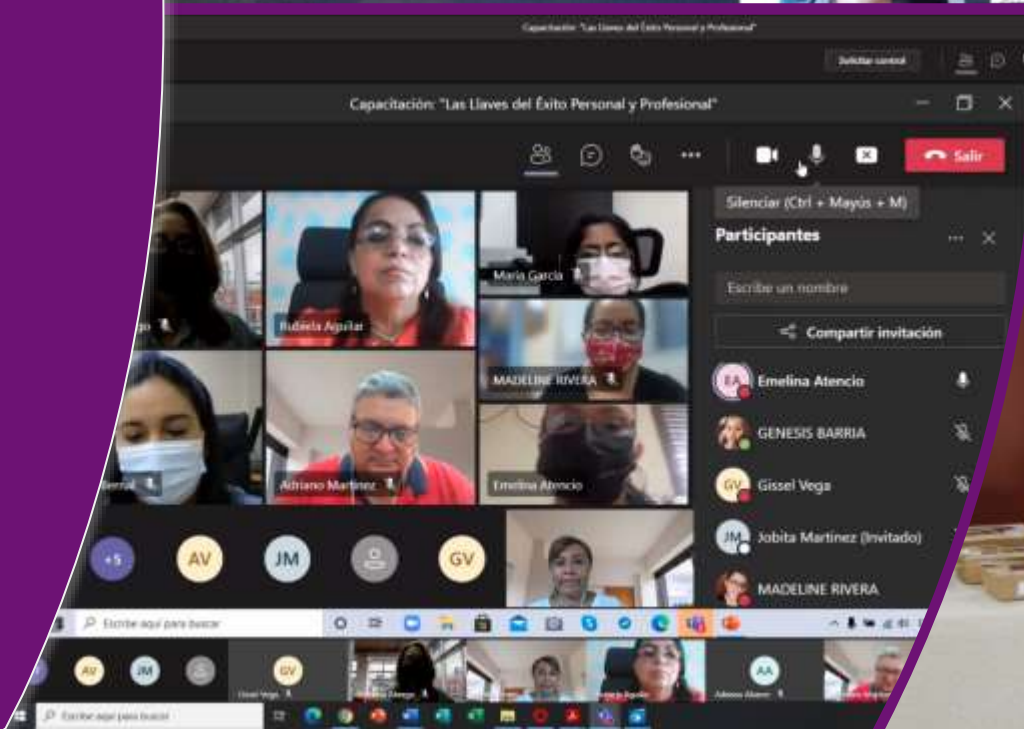 Capacitación: "Las Llaves del Éxito Personal y Profesional"
Solicitar control
Capacitación: "Las Llaves del Éxito Personal y Profesional"
Salir
Silenciar (Ctrl + Mayús + M)
Participantes
Escribe un nombre
Compartir invitación
Rubiela Aguilar
María García
MADELINE RIVERA
Adriano Martinez
Emelina Atencio
EA Emelina Atencio
GENESIS BARRIA
GV Gissel Vega
JM Jobita Martinez (Invitado)
MADELINE RIVERA
+5 AV JM GV
Escribe aquí para buscar
AV JM GV AA
Gissel Vega
Escribe aquí para buscar